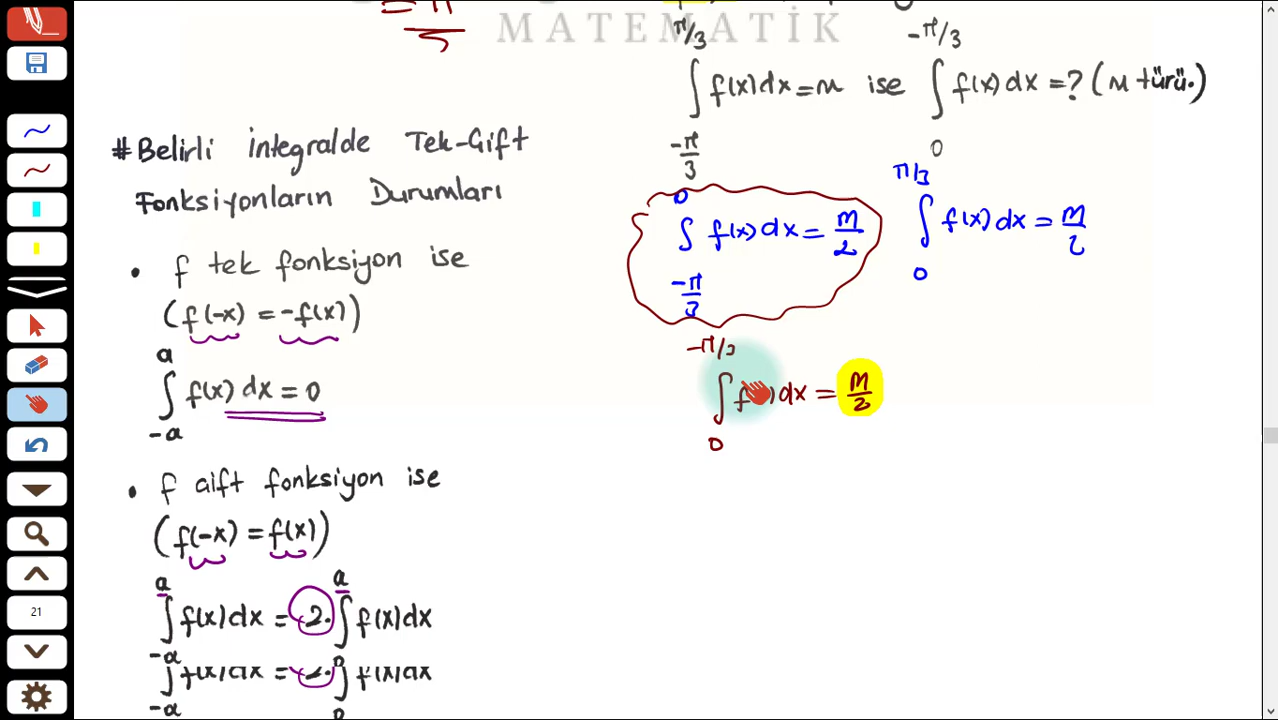 = π
MATEMATİK
# Belirli integralde Tek-Çift
Fonksiyonların Durumları
• f tek fonksiyon ise
(f(-x) = -f(x))
∫_{-a}^{a} f(x) dx = 0
• f çift fonksiyon ise
(f(-x) = f(x))
∫_{-a}^{a} f(x) dx = 2. ∫_{0}^{a} f(x) dx
∫_{-π/3}^{π/3} f(x) dx = m ise ∫_{0}^{-π/3} f(x) dx = ? (m türü.)
∫_{-π/3}^{0} f(x) dx = m/2
∫_{0}^{π/3} f(x) dx = m/2
∫_{0}^{-π/3} f(x) dx = m/2
21